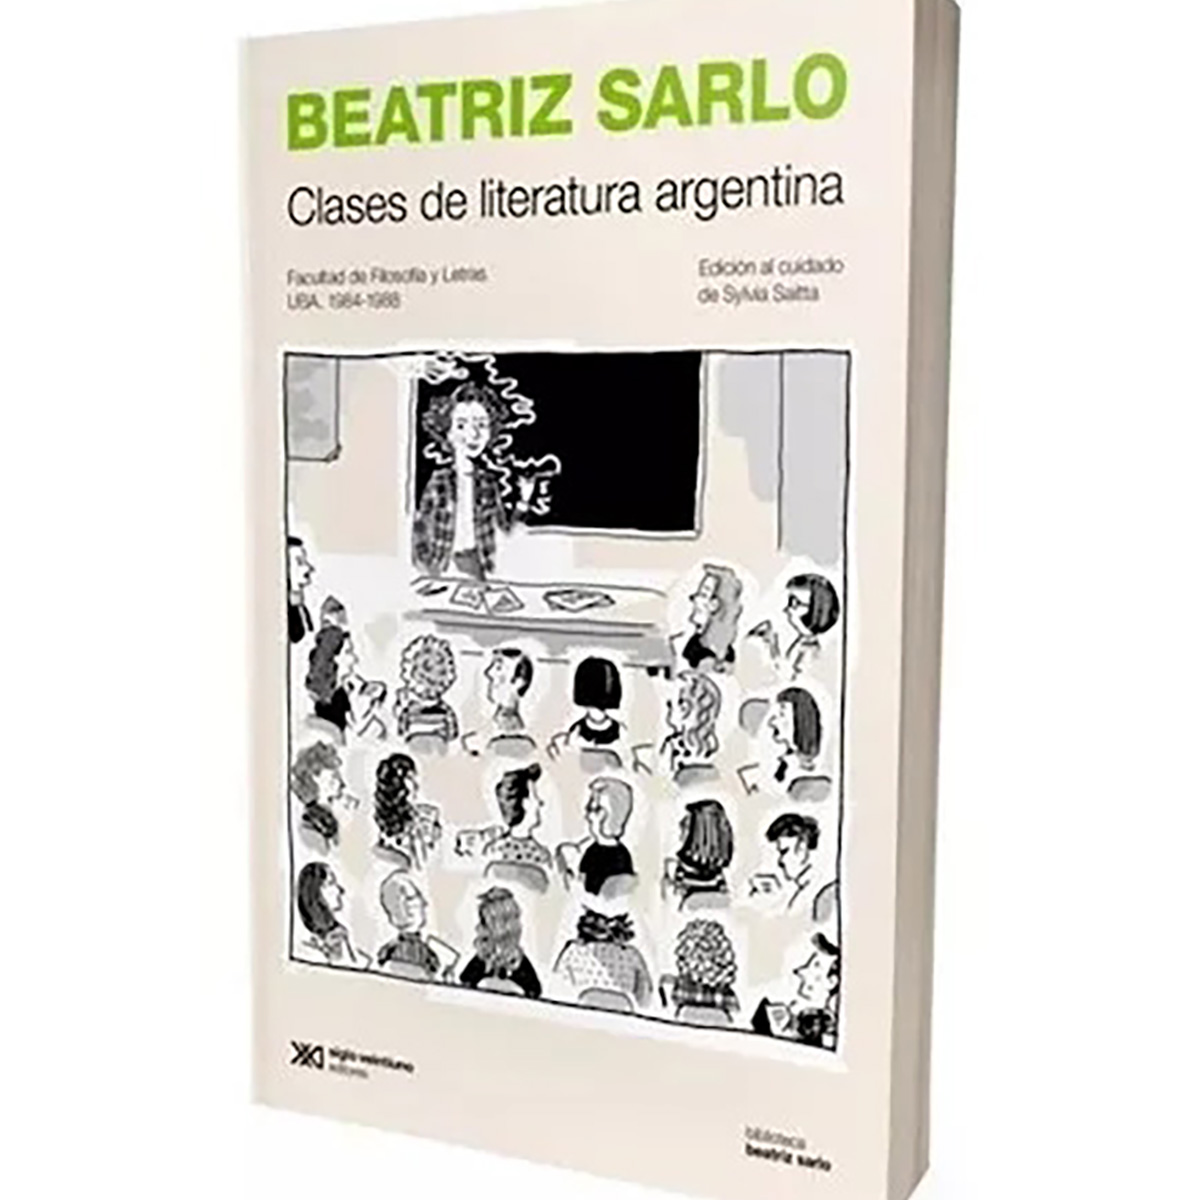 BEATRIZ SARLO
Clases de literatura argentina
Facultad de Filosofía y Letras
UBA, 1984-1988
Edición al cuidado
de Sylvia Saítta
siglo veintiuno
editores
biblioteca
beatriz sarlo